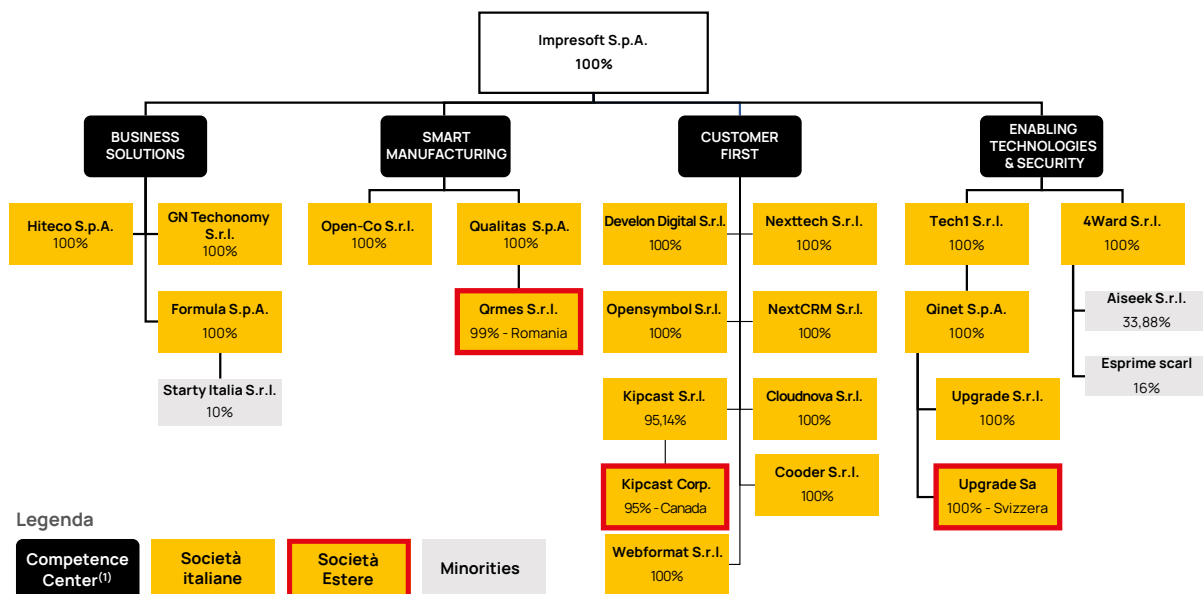 Impresoft S.p.A.
100%
BUSINESS
SOLUTIONS
SMART
MANUFACTURING
CUSTOMER
FIRST
ENABLING
TECHNOLOGIES
& SECURITY
Hiteco S.p.A.
100%
GN Techonomy
S.r.l.
100%
Open-Co S.r.l.
100%
Qualitas S.p.A.
100%
Develon Digital S.r.l.
100%
Nexttech S.r.l.
100%
Tech1 S.r.l.
100%
4Ward S.r.l.
100%
Formula S.p.A.
100%
Qrmes S.r.l.
99% - Romania
Opensymbol S.r.l.
100%
NextCRM S.r.l.
100%
Qinet S.p.A.
100%
Aiseek S.r.l.
33,88%
Starty Italia S.r.l.
10%
Kipcast S.r.l.
95,14%
Cloudnova S.r.l.
100%
Upgrade S.r.l.
100%
Esprime scarl
16%
Kipcast Corp.
95% - Canada
Cooder S.r.l.
100%
Upgrade Sa
100% - Svizzera
Webformat S.r.l.
100%
Legenda
Competence
Center(1)
Società
italiane
Società
Estere
Minorities